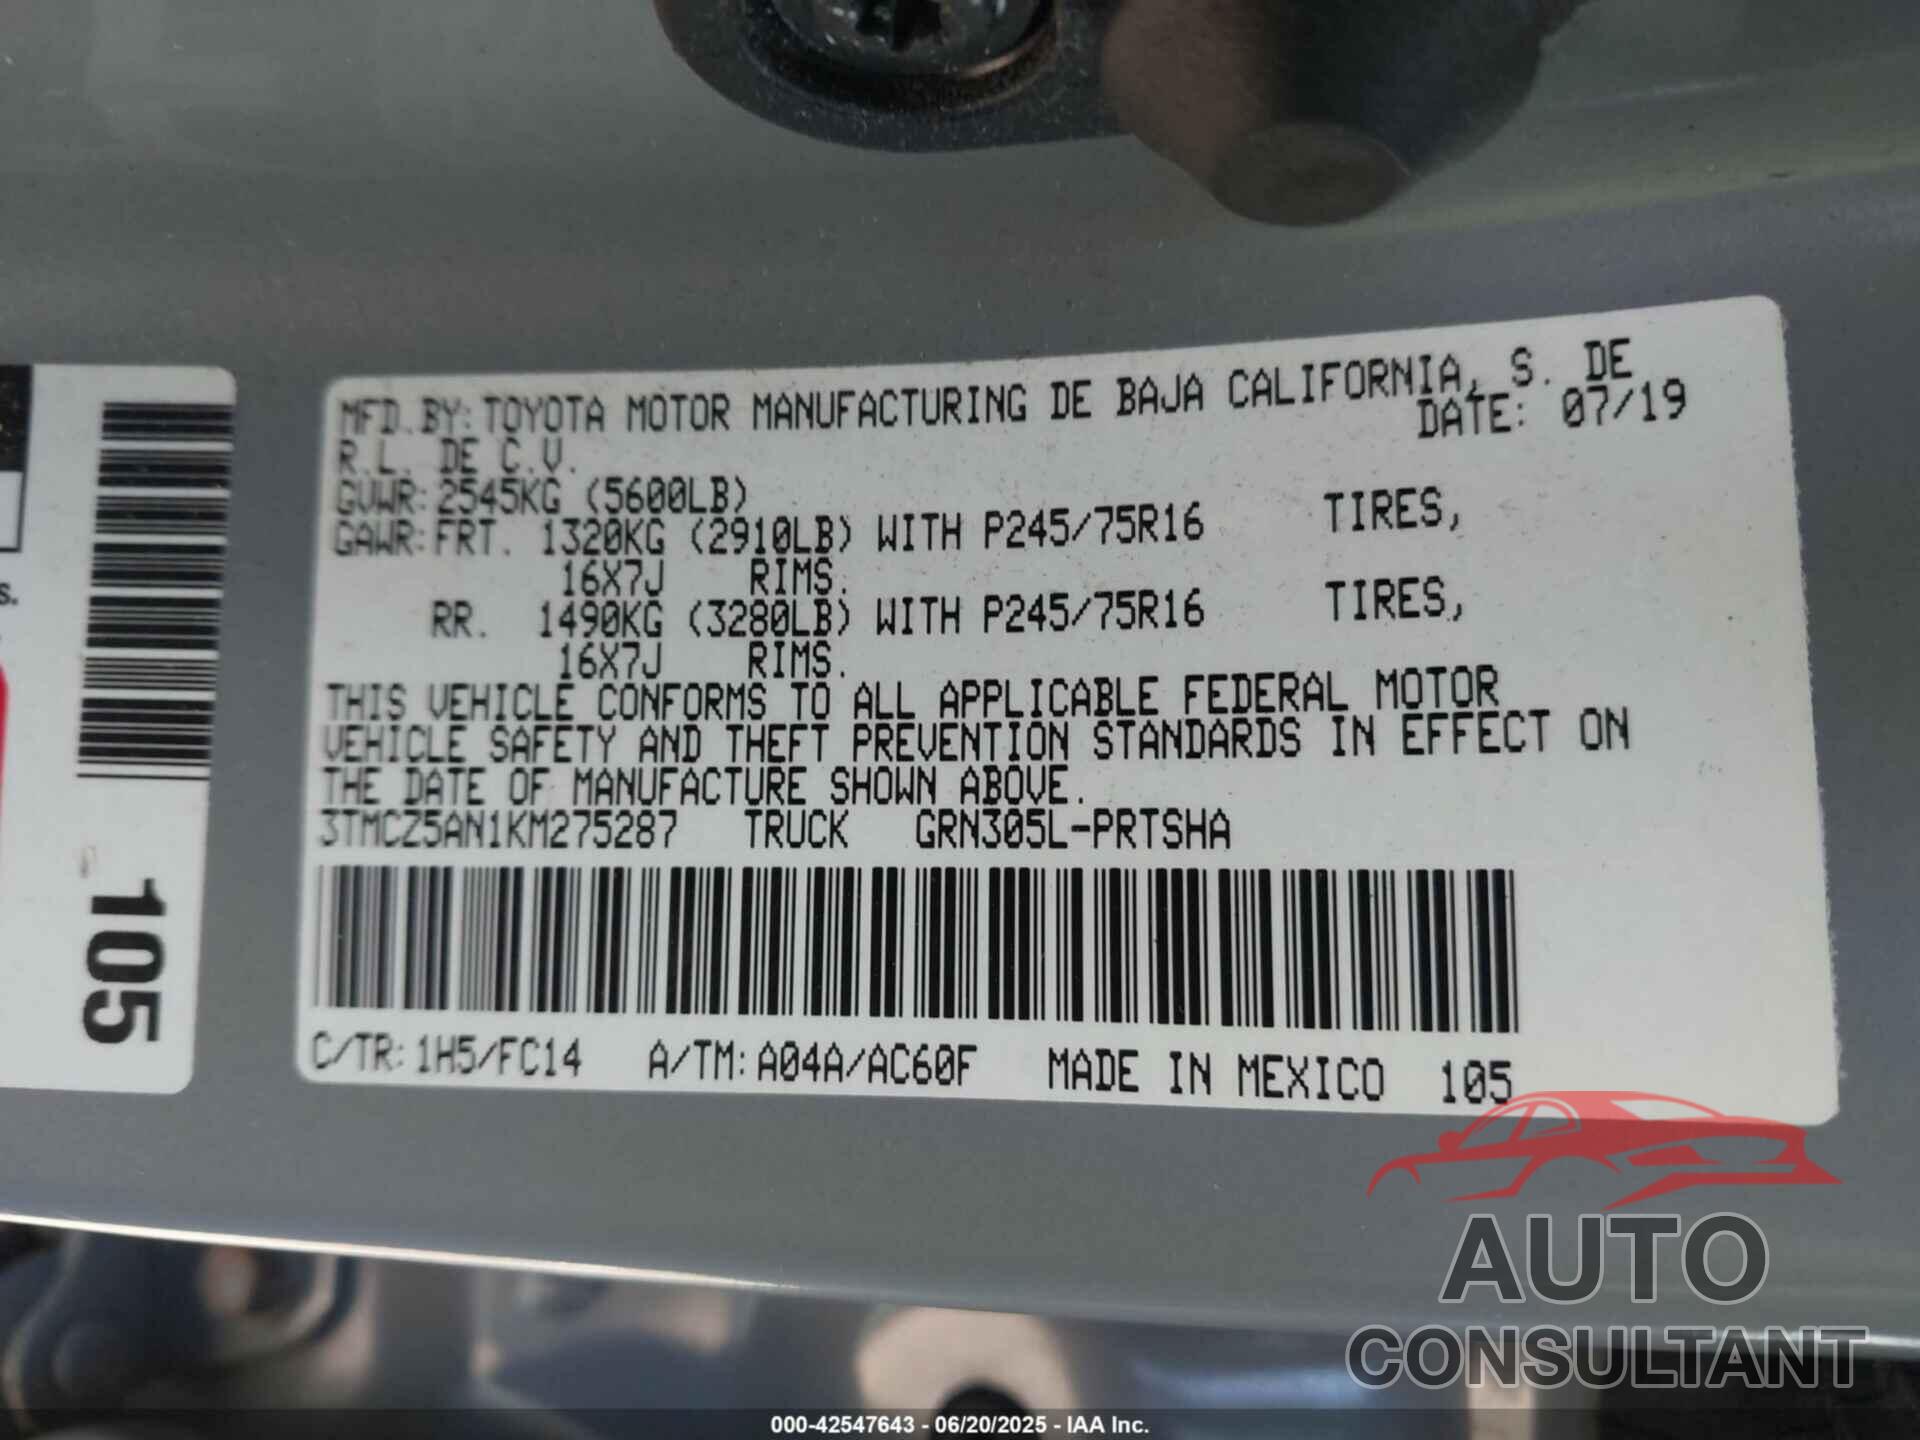 MFD.BY: TOYOTA MOTOR MANUFACTURING DE BAJA CALIFORNIA, S. DE
R.L. DE C.V. DATE: 07/19
GVWR: 2545KG (5600LB)
GAWR: FRT. 1320KG (2910LB) WITH P245/75R16 TIRES,
16X7J RIMS.
RR. 1490KG (3280LB) WITH P245/75R16 TIRES,
16X7J RIMS.
THIS VEHICLE CONFORMS TO ALL APPLICABLE FEDERAL MOTOR
VEHICLE SAFETY AND THEFT PREVENTION STANDARDS IN EFFECT ON
THE DATE OF MANUFACTURE SHOWN ABOVE.
3TMCZ5AN1KM275287 TRUCK GRN305L-PRTSHA
C/TR: 1H5/FC14 A/TM: A04A/AC60F MADE IN MEXICO 105
105
AUTO
CONSULTANT
000-42547643 - 06/20/2025 - IAA Inc.